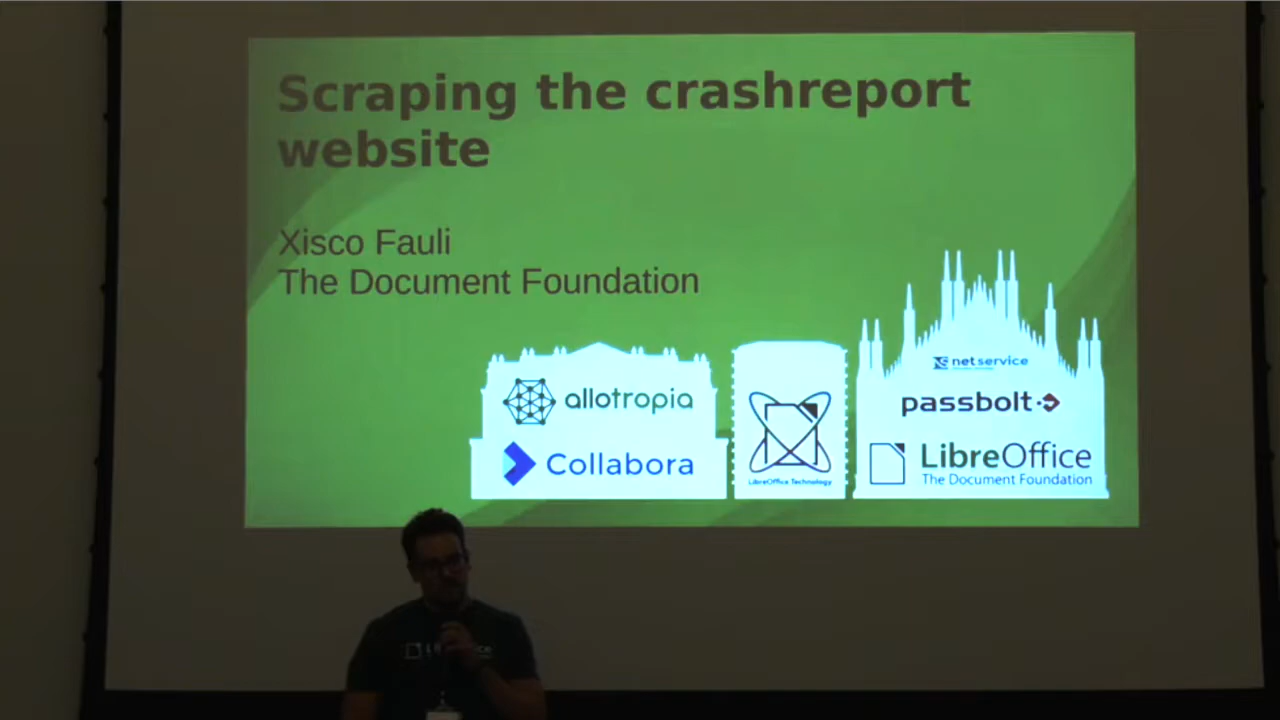 Scraping the crashreport
website
Xisco Fauli
The Document Foundation
allotropia
Collabora
LibreOffice Technology
net service
passbolt
LibreOffice
The Document Foundation